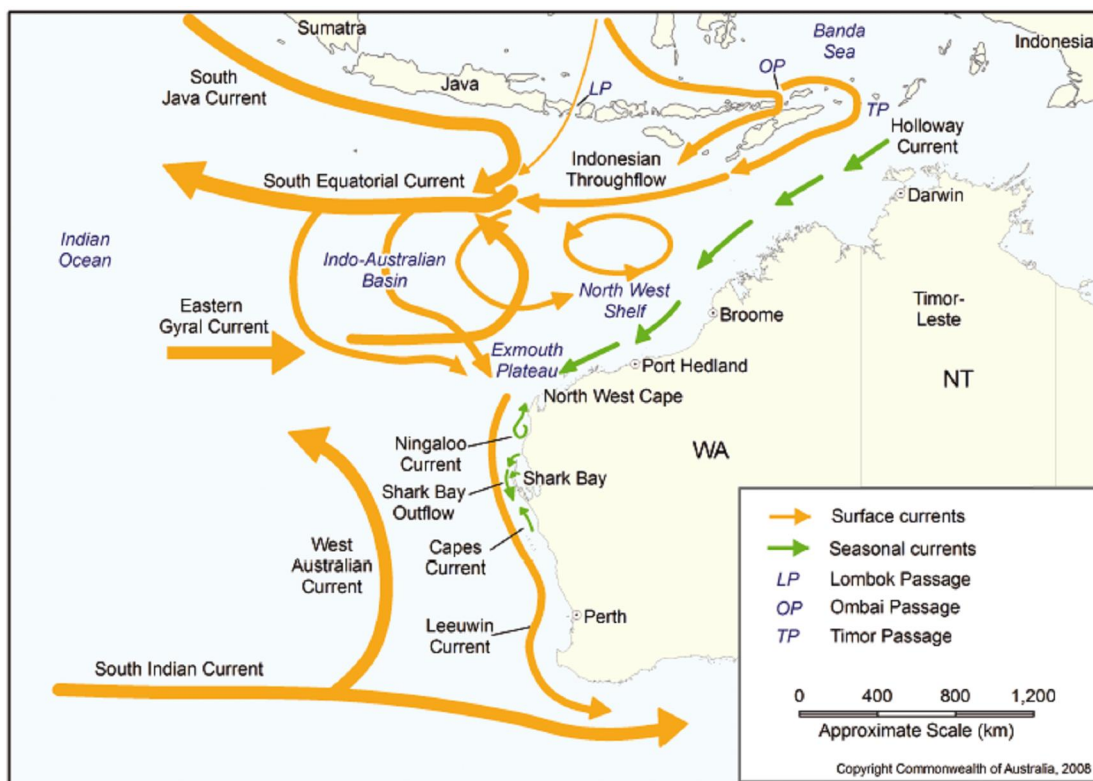 Sumatra
Banda
Sea
Indonesia
South
Java Current
Java
LP
OP
TP
Holloway
Current
Indonesian
Throughflow
South Equatorial Current
Darwin
Indian
Ocean
Indo-Australian
Basin
North West
Shelf
Eastern
Gyral Current
Broome
Timor-
Leste
Exmouth
Plateau
Port Hedland
NT
North West Cape
Ningaloo
Current
WA
Shark Bay
Shark Bay
Outflow
West
Australian
Current
Capes
Current
Leeuwin
Current
Perth
South Indian Current
Surface currents
Seasonal currents
LP Lombok Passage
OP Ombai Passage
TP Timor Passage
0 400 800 1,200
Approximate Scale (km)
Copyright Commonwealth of Australia, 2008